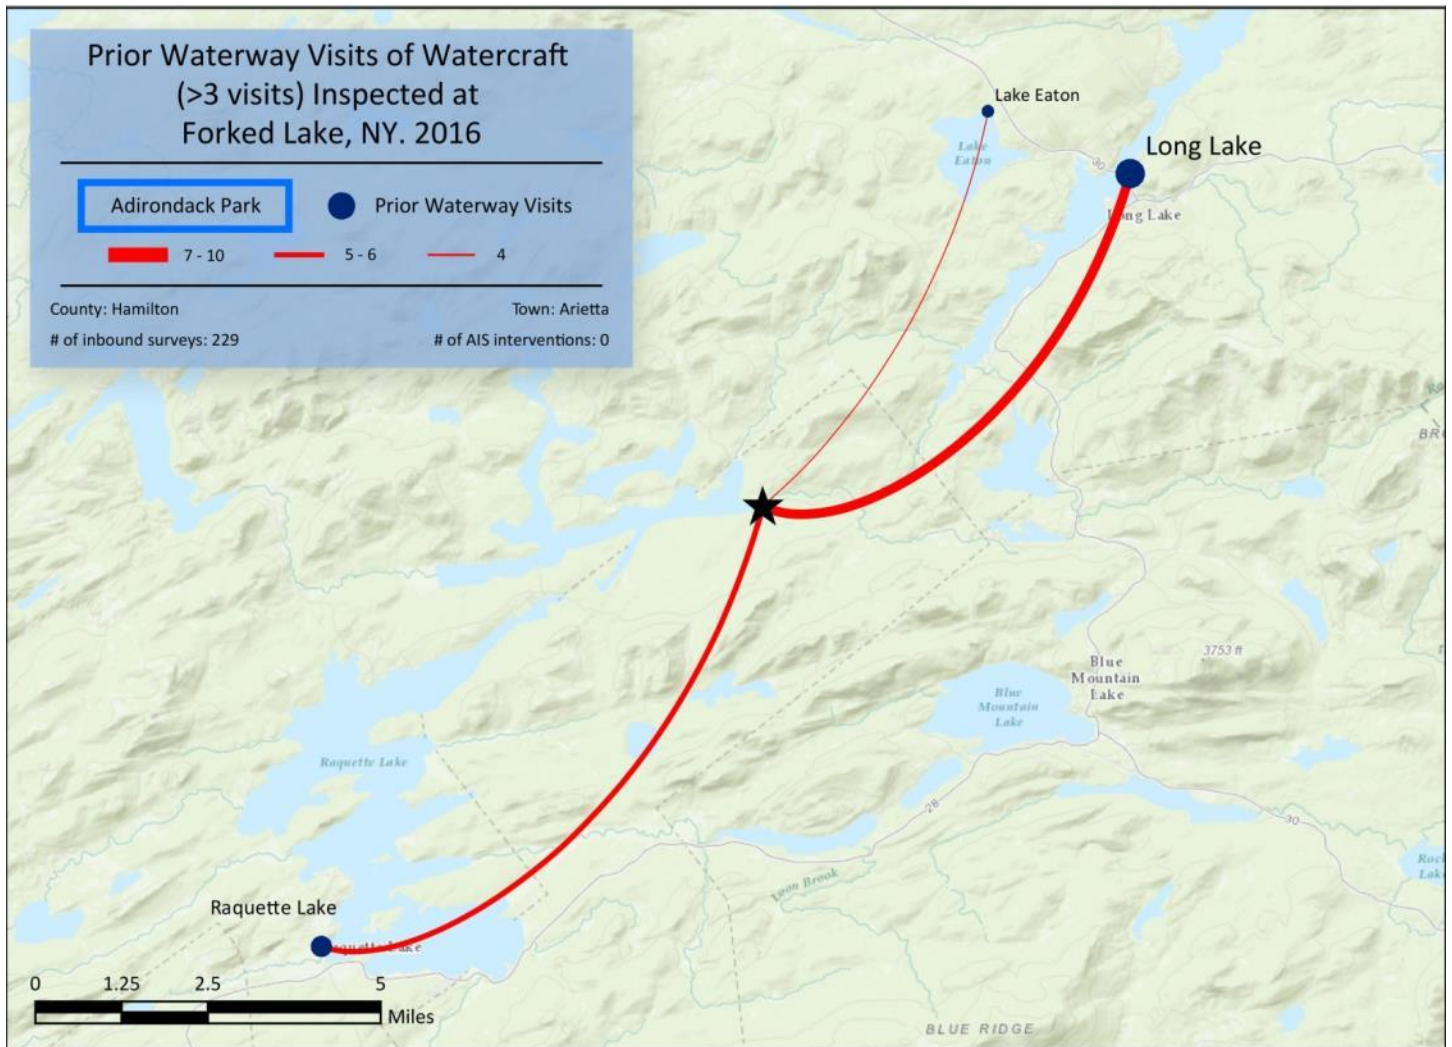 Prior Waterway Visits of Watercraft
(>3 visits) Inspected at
Forked Lake, NY. 2016
Adirondack Park
Prior Waterway Visits
7 - 10
5 - 6
4
County: Hamilton
Town: Arietta
# of inbound surveys: 229
# of AIS interventions: 0
Lake Eaton
Lake
Eaton
30
Long Lake
Long Lake
3753 ft
Blue
Mountain
Lake
Blue
Mountain
Lake
Raquette Lake
28
30
Loon Brook
Raquette Lake
0 1.25 2.5 5
Miles
BLUE RIDGE